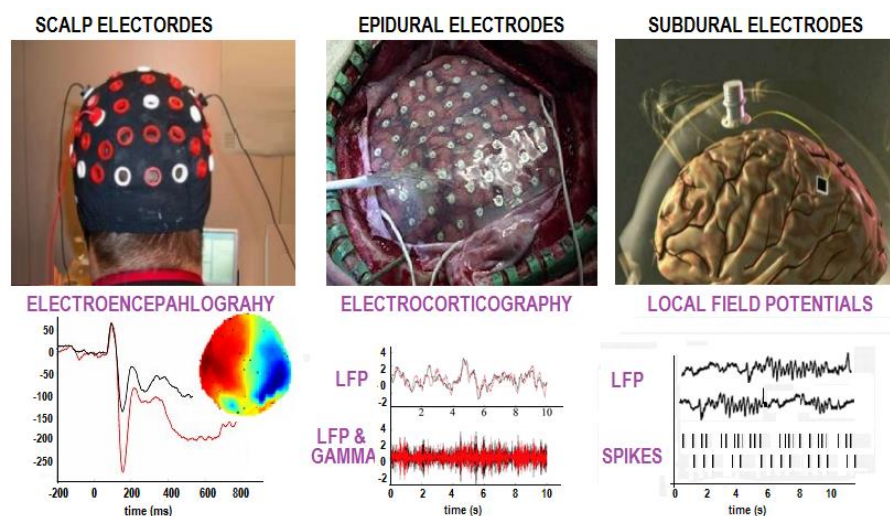 SCALP ELECTORDES
EPIDURAL ELECTRODES
SUBDURAL ELECTRODES
ELECTROENCEPAHLOGRAHY
ELECTROCORTICOGRAPHY
LOCAL FIELD POTENTIALS
50
0
-50
-100
-150
-200
-250
-200 0 200 400 600 800
time (ms)
LFP
4
2
0
-2
2 4 6 8 10
LFP &
GAMMA
4
2
0
-2
0 2 4 6 8 10
time (s)
LFP
SPIKES
0 2 4 6 8 10
time (s)